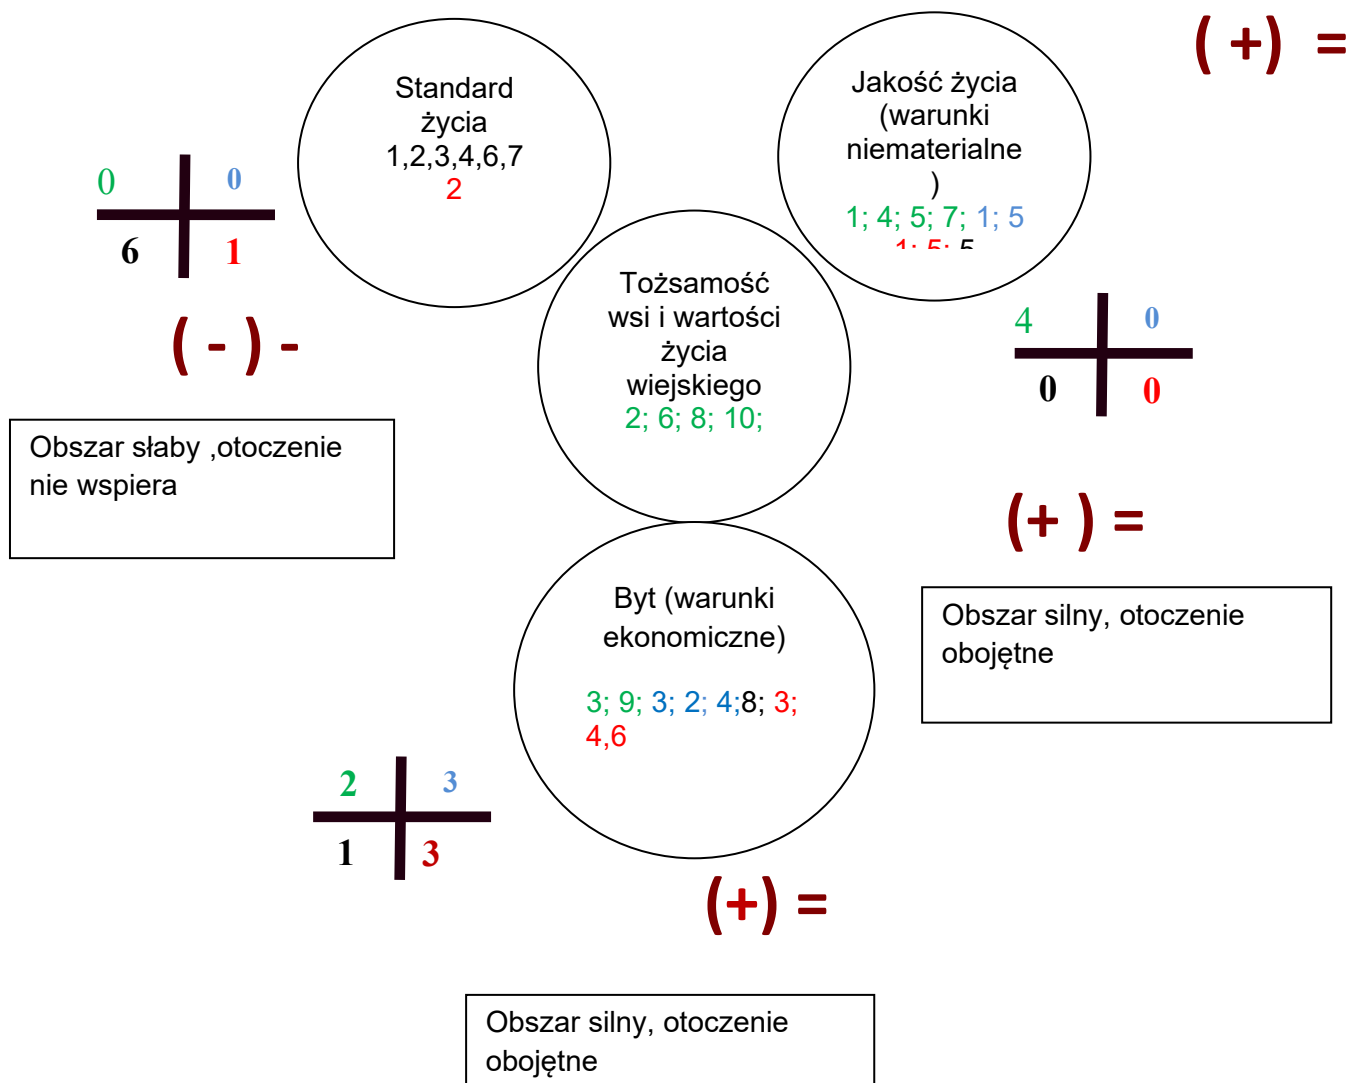 ( +) =
Standard
życia
1,2,3,4,6,7
2
Jakość życia
(warunki
niematerialne
)
1; 4; 5; 7; 1; 5
1; 5; 5
0 0
6 1
( - ) -
Tożsamość
wsi i wartości
życia
wiejskiego
2; 6; 8; 10;
4 0
0 0
(+ ) =
Obszar słaby ,otoczenie
nie wspiera
Obszar silny, otoczenie
obojętne
Byt (warunki
ekonomiczne)
3; 9; 3; 2; 4;8; 3;
4,6
2 3
1 3
(+) =
Obszar silny, otoczenie
obojętne